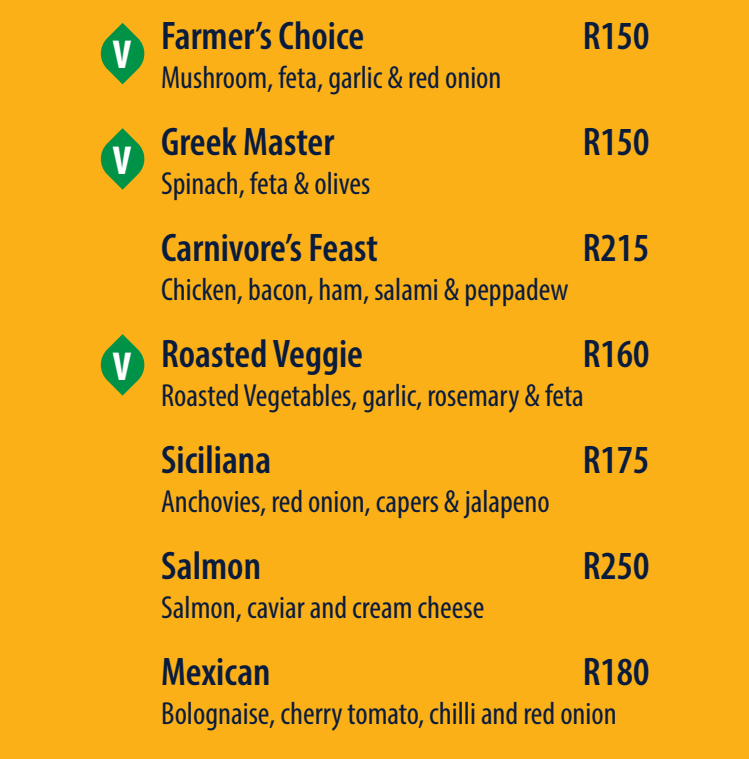 V Farmer's Choice R150
Mushroom, feta, garlic & red onion
V Greek Master R150
Spinach, feta & olives
Carnivore's Feast R215
Chicken, bacon, ham, salami & peppadew
V Roasted Veggie R160
Roasted Vegetables, garlic, rosemary & feta
Siciliana R175
Anchovies, red onion, capers & jalapeno
Salmon R250
Salmon, caviar and cream cheese
Mexican R180
Bolognaise, cherry tomato, chilli and red onion